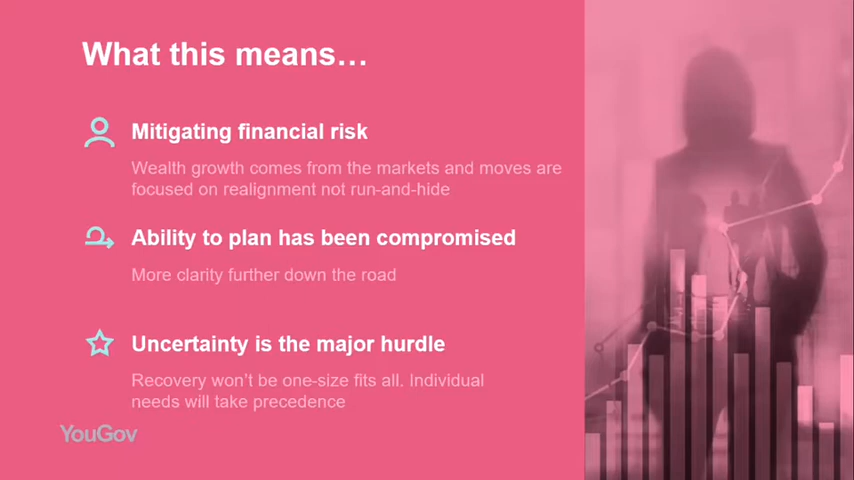 What this means…
Mitigating financial risk
Wealth growth comes from the markets and moves are
focused on realignment not run-and-hide
Ability to plan has been compromised
More clarity further down the road
Uncertainty is the major hurdle
Recovery won’t be one-size fits all. Individual
needs will take precedence
YouGov